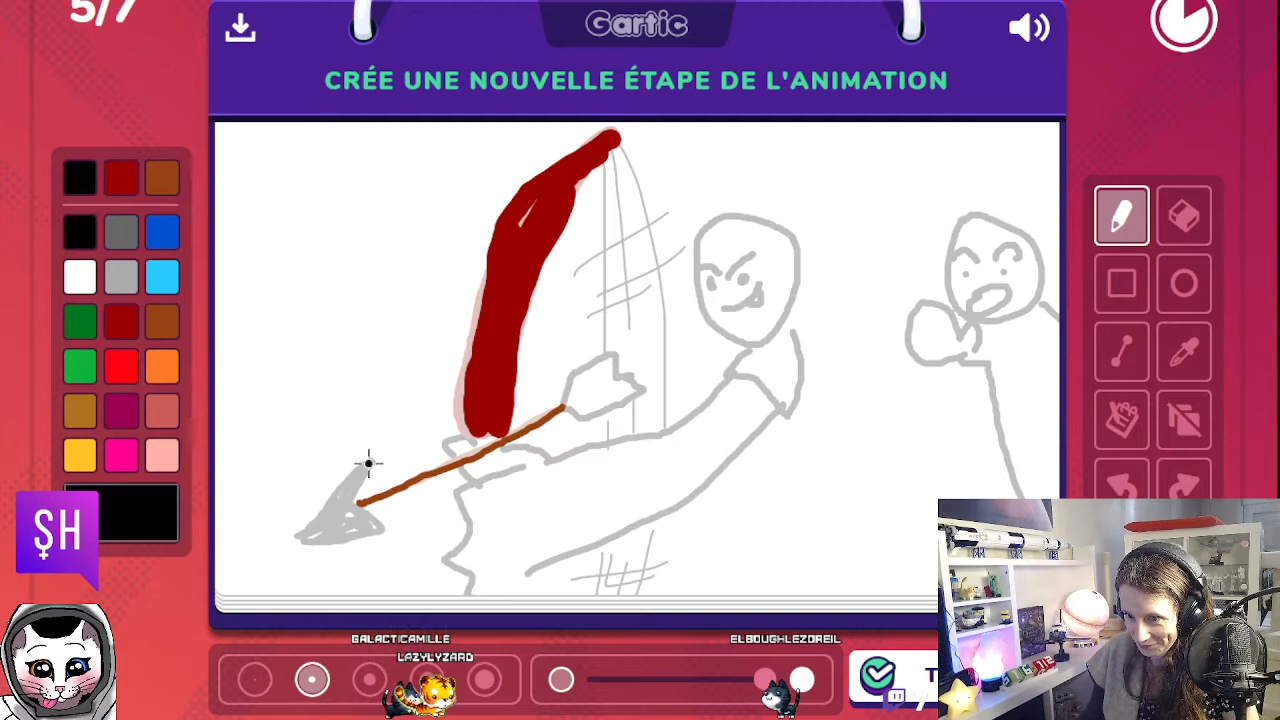 5/7
Gartic
CRÉE UNE NOUVELLE ÉTAPE DE L'ANIMATION
$H
GALACTICAMILLE
LAZYLYZARD
ELBOUGHLEZOREIL